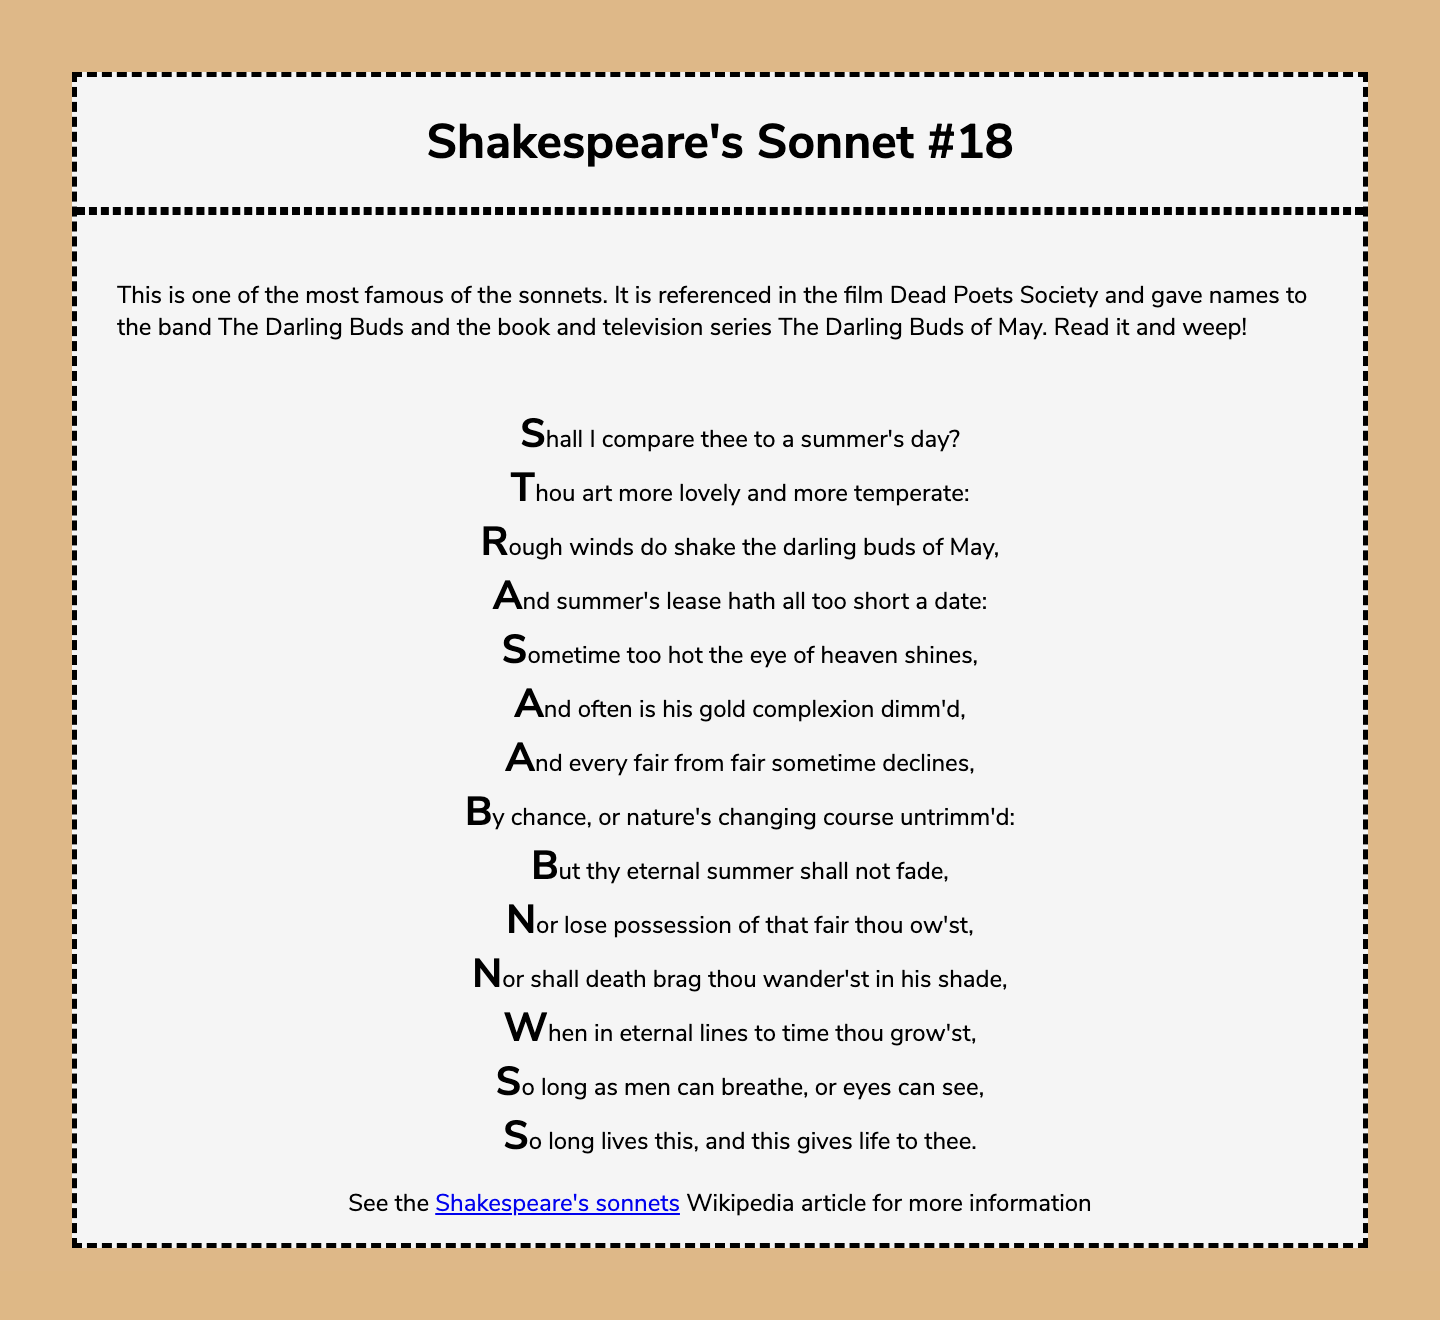 Shakespeare's Sonnet #18
This is one of the most famous of the sonnets. It is referenced in the film Dead Poets Society and gave names to
the band The Darling Buds and the book and television series The Darling Buds of May. Read it and weep!
Shall I compare thee to a summer's day?
Thou art more lovely and more temperate:
Rough winds do shake the darling buds of May,
And summer's lease hath all too short a date:
Sometime too hot the eye of heaven shines,
And often is his gold complexion dimm'd,
And every fair from fair sometime declines,
By chance, or nature's changing course untrimm'd:
But thy eternal summer shall not fade,
Nor lose possession of that fair thou ow'st,
Nor shall death brag thou wander'st in his shade,
When in eternal lines to time thou grow'st,
So long as men can breathe, or eyes can see,
So long lives this, and this gives life to thee.
See the Shakespeare's sonnets Wikipedia article for more information